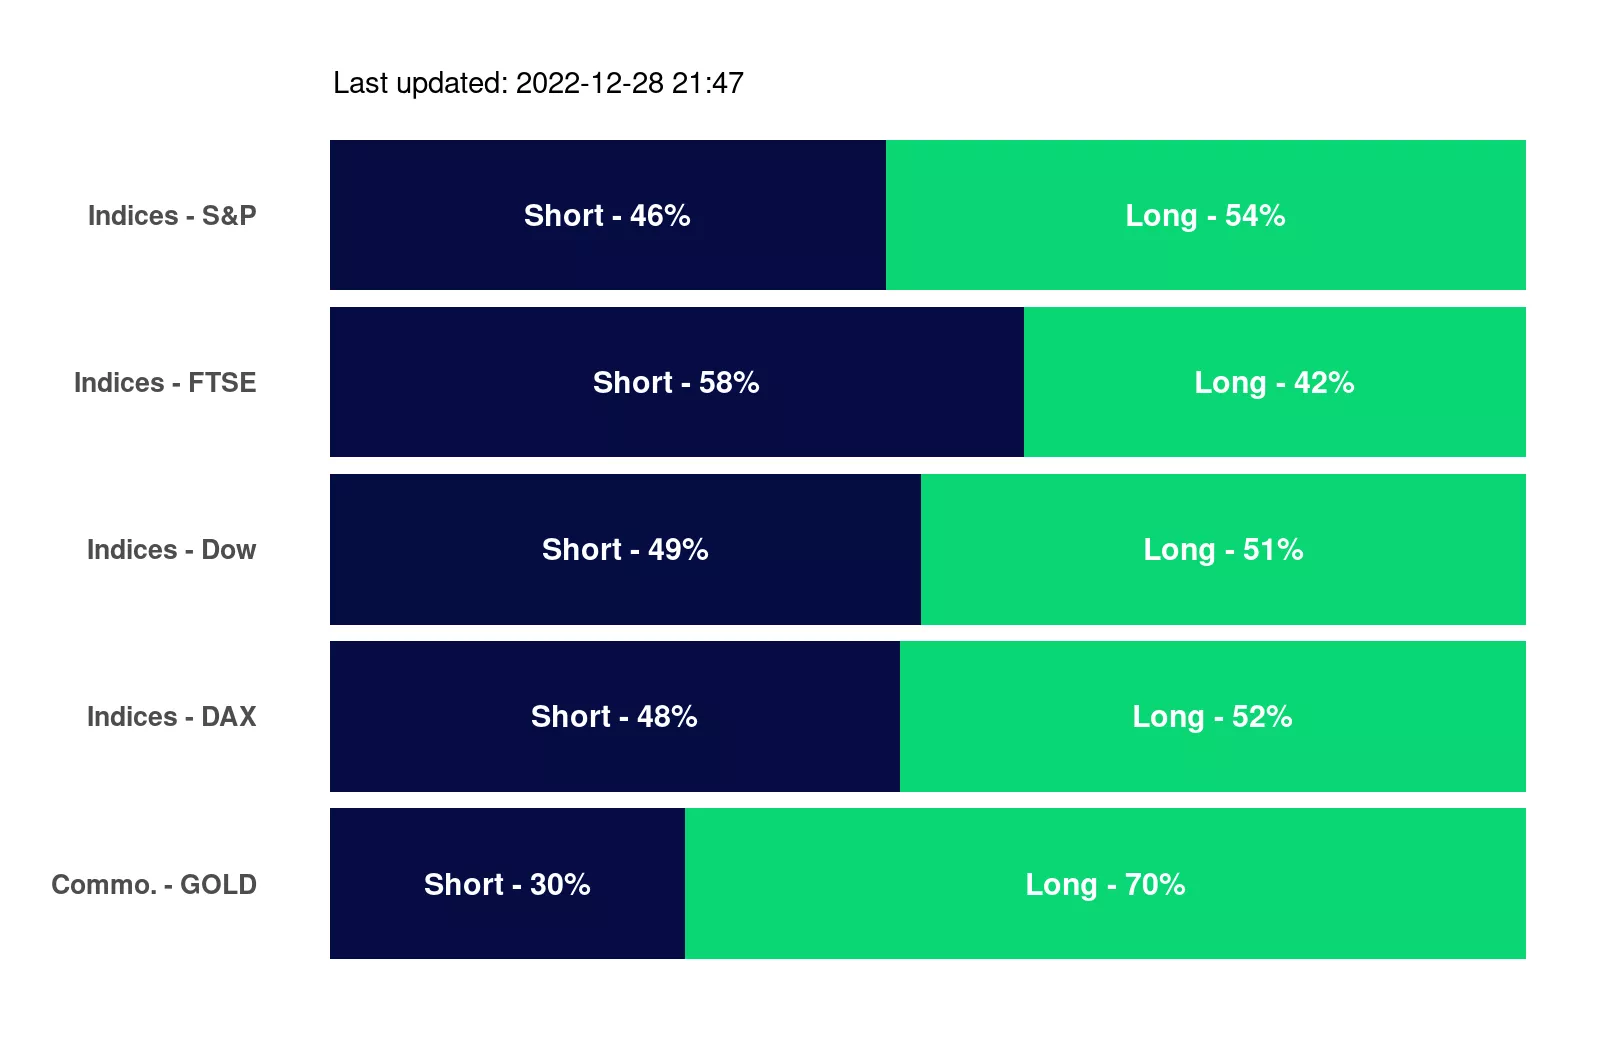 Last updated: 2022-12-28 21:47
Indices - S&P Short - 46% Long - 54%
Indices - FTSE Short - 58% Long - 42%
Indices - Dow Short - 49% Long - 51%
Indices - DAX Short - 48% Long - 52%
Commo. - GOLD Short - 30% Long - 70%